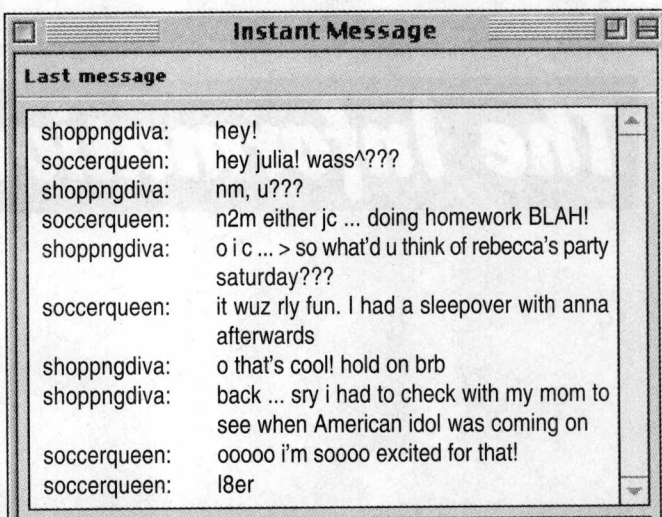 Instant Message
Last message
shoppngdiva: hey!
soccerqueen: hey julia! wass^???
shoppngdiva: nm, u???
soccerqueen: n2m either jc ... doing homework BLAH!
shoppngdiva: o i c ... > so what'd u think of rebecca's party
saturday???
soccerqueen: it wuz rly fun. I had a sleepover with anna
afterwards
shoppngdiva: o that's cool! hold on brb
shoppngdiva: back ... sry i had to check with my mom to
see when American idol was coming on
soccerqueen: ooooo i'm soooo excited for that!
soccerqueen: l8er